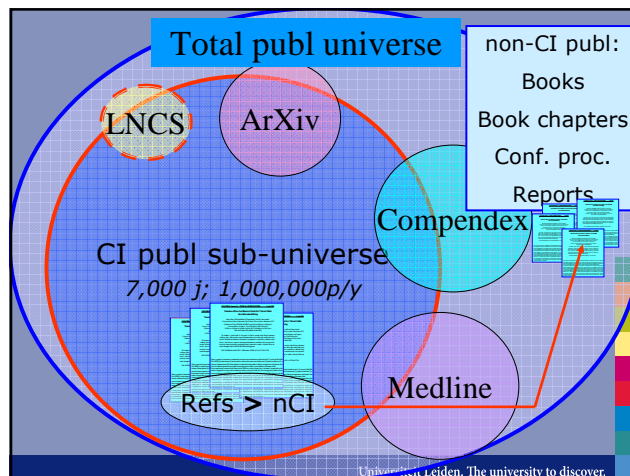 Total publ universe
non-CI publ:
Books
Book chapters
Conf. proc.
Reports
LNCS
ArXiv
Compendex
CI publ sub-universe
7,000 j; 1,000,000p/y
Medline
Refs > nCI
Universiteit Leiden. The university to discover.